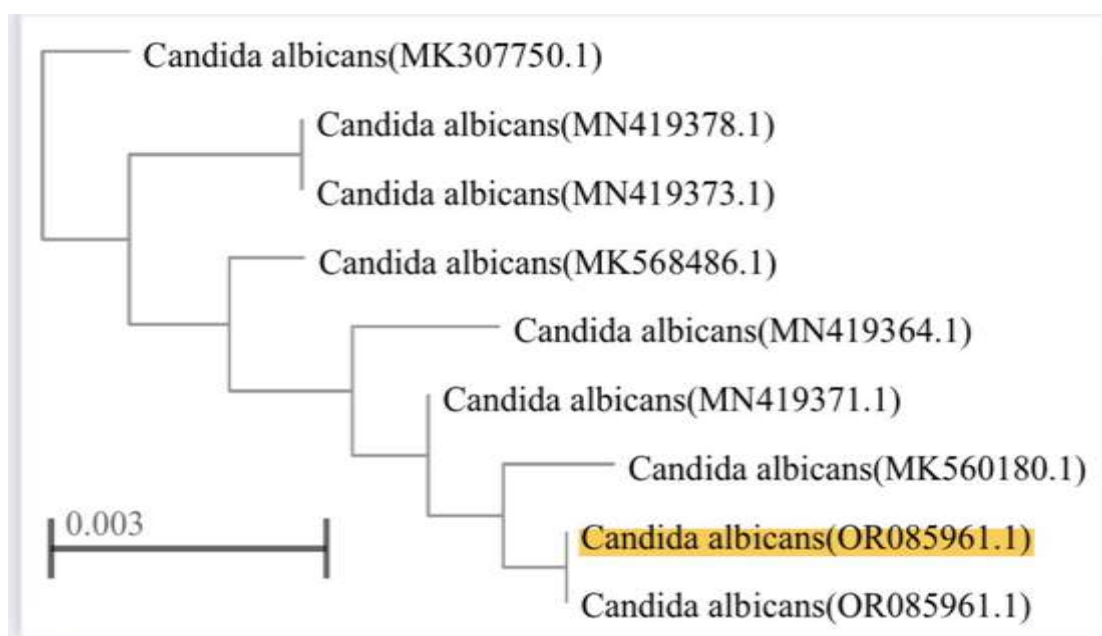 Candida albicans(MK307750.1)
Candida albicans(MN419378.1)
Candida albicans(MN419373.1)
Candida albicans(MK568486.1)
Candida albicans(MN419364.1)
Candida albicans(MN419371.1)
Candida albicans(MK560180.1)
0.003
Candida albicans(OR085961.1)
Candida albicans(OR085961.1)